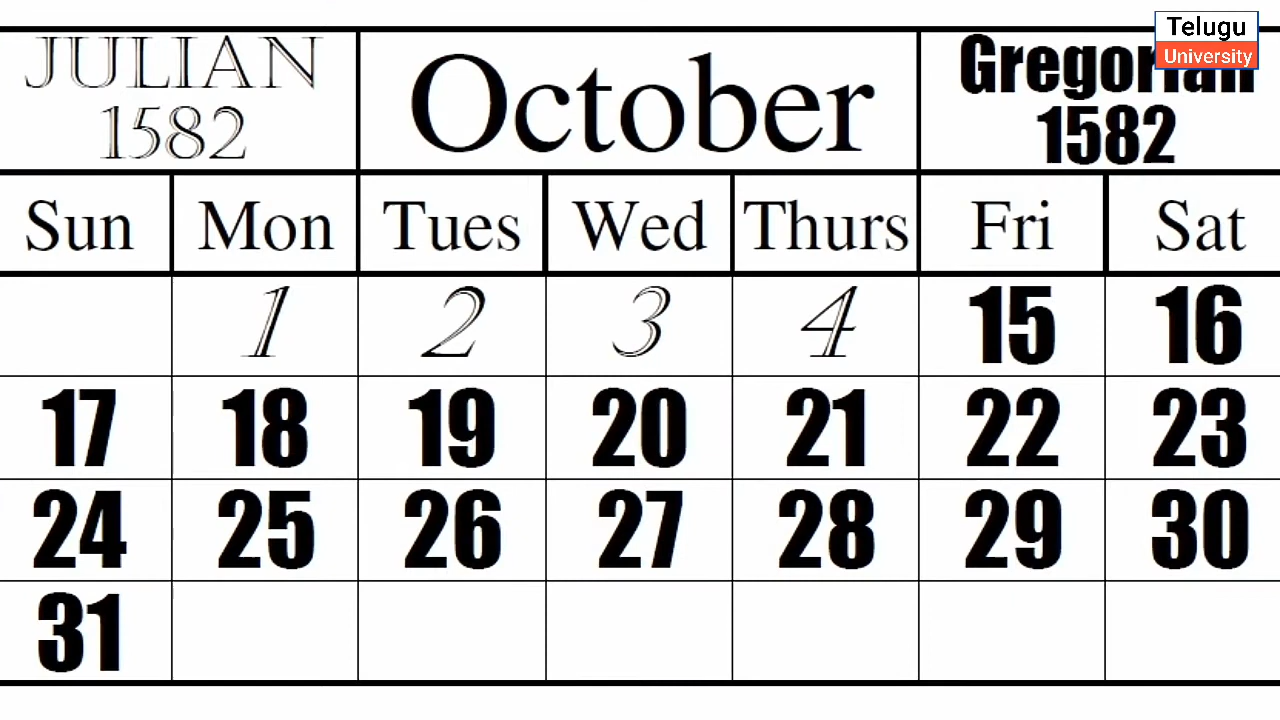 JULIAN
1582
October
Gregorian
1582
Telugu
University
Sun Mon Tues Wed Thurs Fri Sat
1 2 3 4 15 16
17 18 19 20 21 22 23
24 25 26 27 28 29 30
31